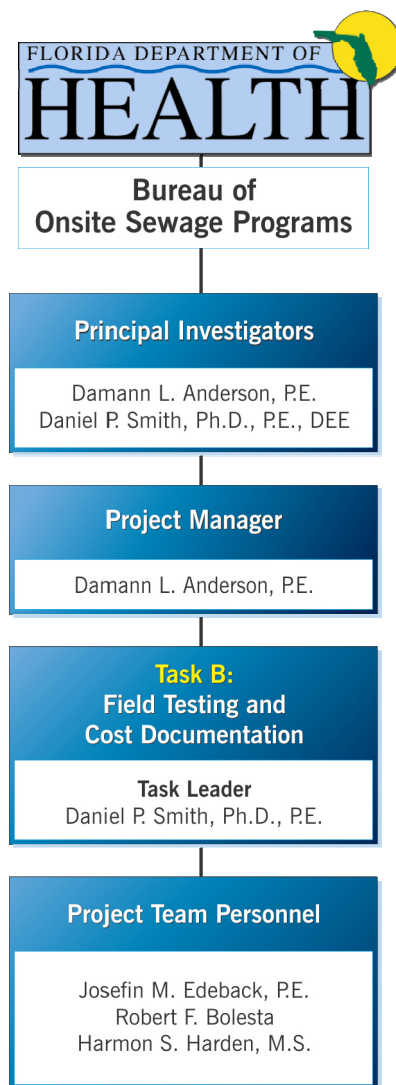 FLORIDA DEPARTMENT OF
HEALTH
Bureau of
Onsite Sewage Programs
Principal Investigators
Damann L. Anderson, P.E.
Daniel P. Smith, Ph.D., P.E., DEE
Project Manager
Damann L. Anderson, P.E.
Task B:
Field Testing and
Cost Documentation
Task Leader
Daniel P. Smith, Ph.D., P.E.
Project Team Personnel
Josefin M. Edeback, P.E.
Robert F. Bolesta
Harmon S. Harden, M.S.